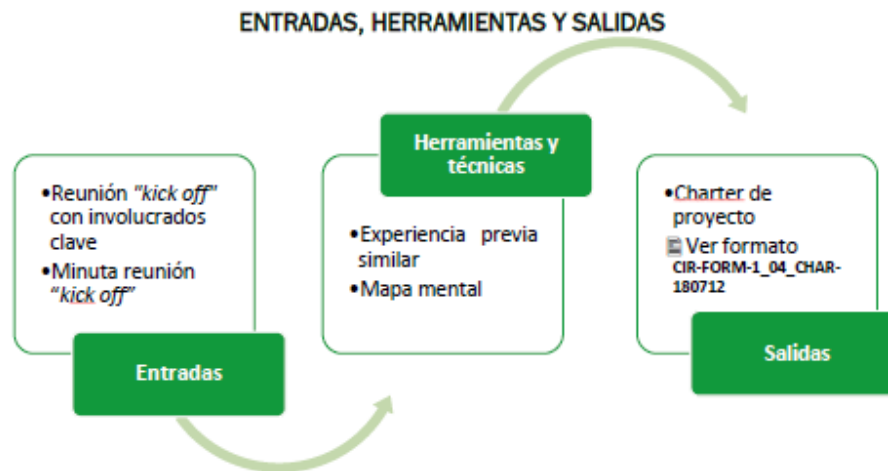 ENTRADAS, HERRAMIENTAS Y SALIDAS
•Reunión "kick off"
con involucrados
clave
•Minuta reunión
"kick off"
Entradas
Herramientas y
técnicas
•Experiencia previa
similar
•Mapa mental
•Charter de
proyecto
Ver formato
CIR-FORM-1_04_CHAR-
180712
Salidas